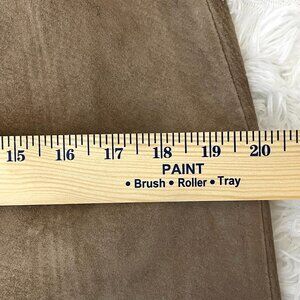 15 16 17 18 19 20
PAINT
• Brush • Roller • Tray